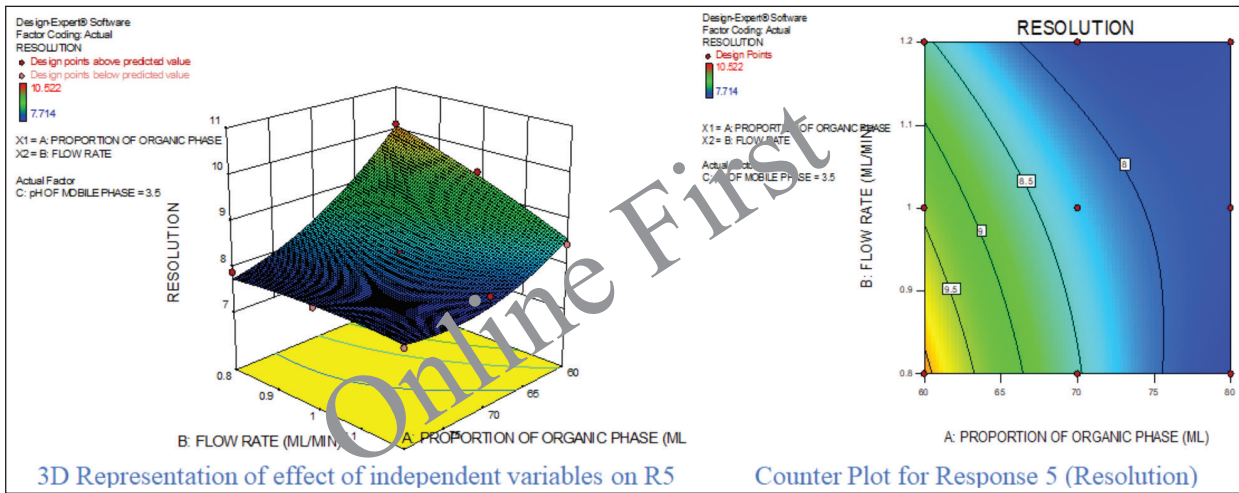 Design-Expert® Software
Factor Coding: Actual
RESOLUTION
Design points above predicted value
Design points below predicted value
10.522
7.714
X1 = A: PROPORTION OF ORGANIC PHASE
X2 = B: FLOW RATE
Actual Factor
C: pH OF MOBILE PHASE = 3.5
11
10
9
8
7
RESOLUTION
0.8
0.9
1
1.1
B: FLOW RATE (ML/MIN)
75
70
65
60
A: PROPORTION OF ORGANIC PHASE (ML
3D Representation of effect of independent variables on R5
Design-Expert® Software
Factor Coding: Actual
RESOLUTION
Design Points
10.522
7.714
X1 = A: PROPORTION OF ORGANIC PHASE
X2 = B: FLOW RATE
Actual
C: pH OF MOBILE PHASE = 3.5
RESOLUTION
1.2
1.1
1
0.9
0.8
B: FLOW RATE (ML/MIN)
8
8.5
9
9.5
60
65
70
75
80
A: PROPORTION OF ORGANIC PHASE (ML)
Counter Plot for Response 5 (Resolution)
Online First